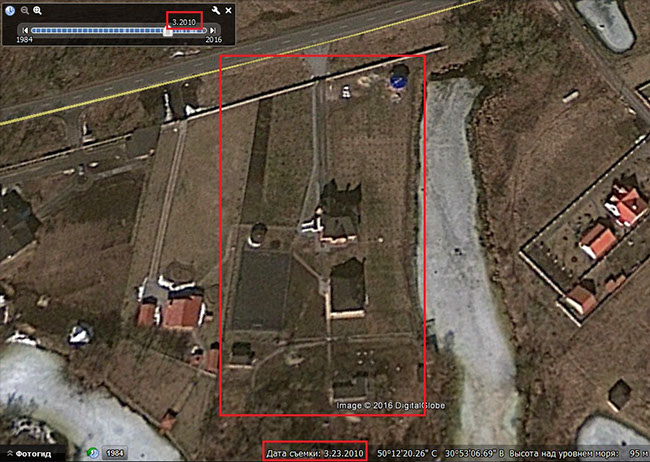 3.2010
1984 2016
Image © 2016 DigitalGlobe
Фотогид 1984 Дата съемки: 3.23.2010 50°12'20.26" С 30°53'06.69" В Высота над уровнем моря: 95 м